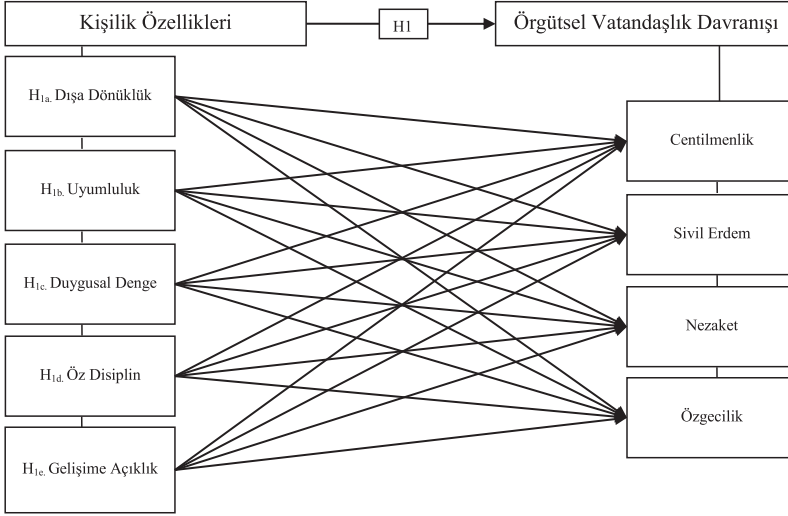 Kişilik Özellikleri
H1
Örgütsel Vatandaşlık Davranışı
H1a. Dışa Dönüklük
H1b. Uyumluluk
H1c. Duygusal Denge
H1d. Öz Disiplin
H1e. Gelişime Açıklık
Centilmenlik
Sivil Erdem
Nezaket
Özgecilik